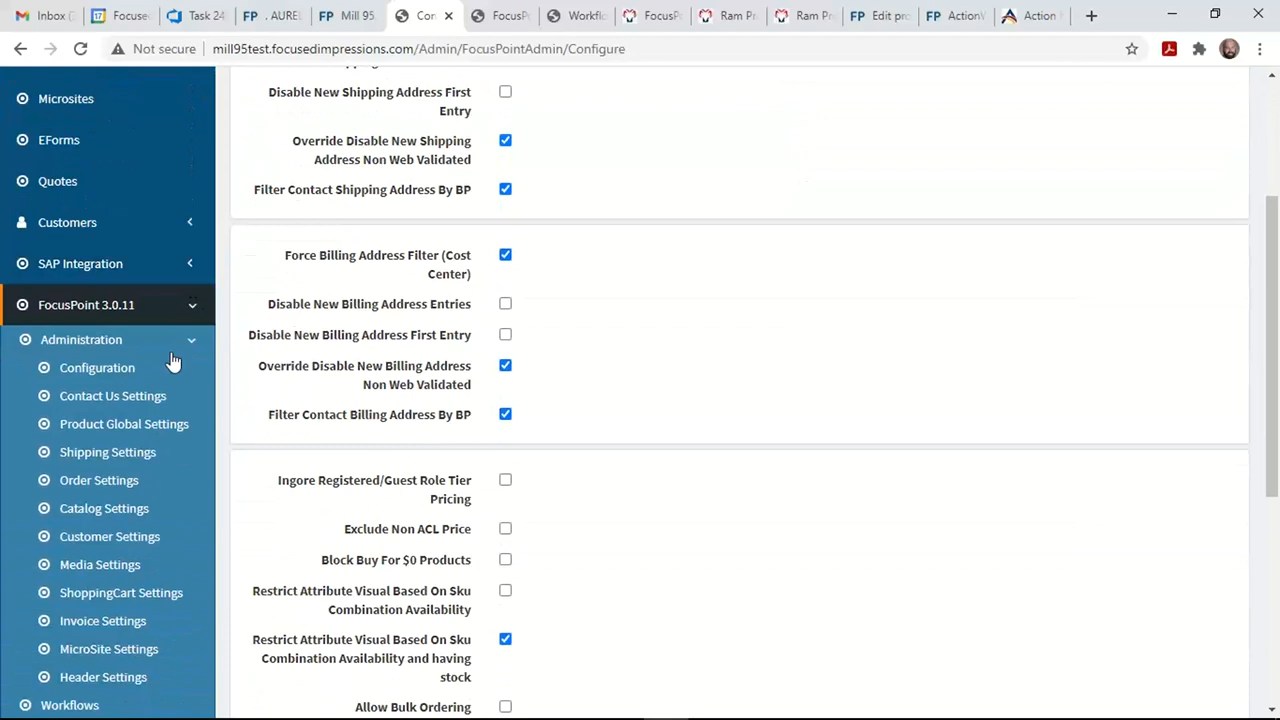 Inbox (
Focuse
Task 24
FP . AUREL
FP Mill 95
Con
FocusP
Workflo
FocusP
Ram Pr
Ram Pr
FP Edit pro
FP ActionW
Action
Not secure mill95test.focusedimpressions.com/Admin/FocusPointAdmin/Configure
Microsites
EForms
Quotes
Customers
SAP Integration
FocusPoint 3.0.11
Administration
Configuration
Contact Us Settings
Product Global Settings
Shipping Settings
Order Settings
Catalog Settings
Customer Settings
Media Settings
ShoppingCart Settings
Invoice Settings
MicroSite Settings
Header Settings
Workflows
Disable New Shipping Address First
Entry
Override Disable New Shipping
Address Non Web Validated
Filter Contact Shipping Address By BP
Force Billing Address Filter (Cost
Center)
Disable New Billing Address Entries
Disable New Billing Address First Entry
Override Disable New Billing Address
Non Web Validated
Filter Contact Billing Address By BP
Ingore Registered/Guest Role Tier
Pricing
Exclude Non ACL Price
Block Buy For $0 Products
Restrict Attribute Visual Based On Sku
Combination Availability
Restrict Attribute Visual Based On Sku
Combination Availability and having
stock
Allow Bulk Ordering